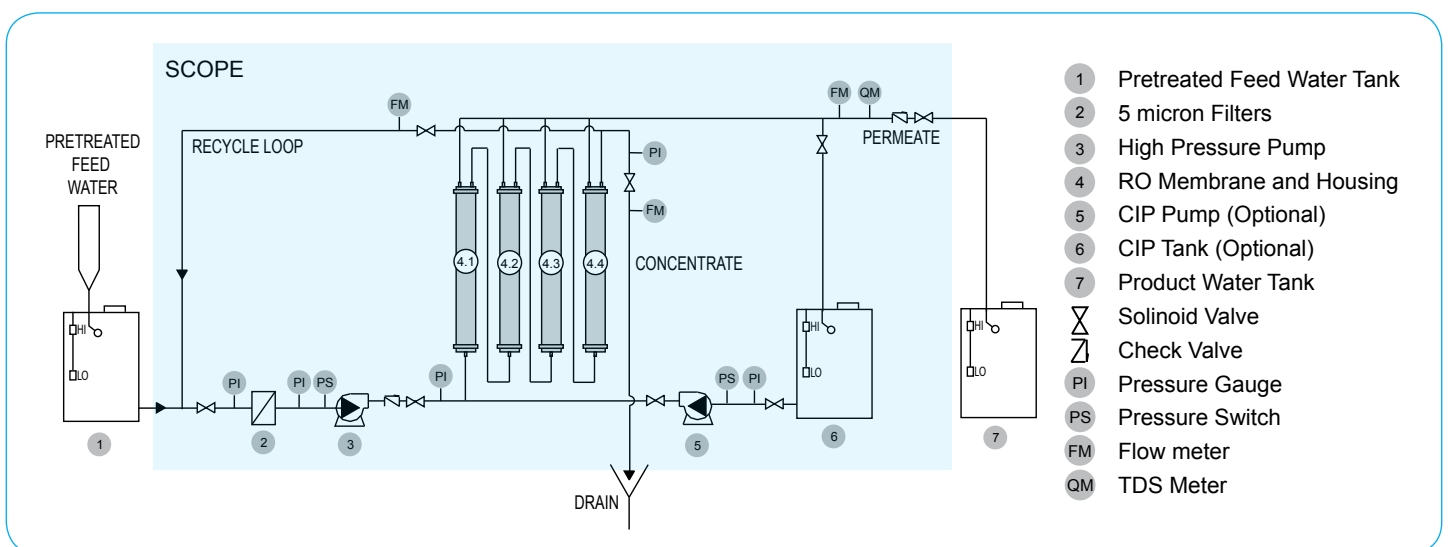 SCOPE
FM
FM
QM
PRETREATED
FEED
WATER
RECYCLE LOOP
PERMEATE
PI
FM
4.1
4.2
4.3
4.4
CONCENTRATE
HI
LO
HI
LO
HI
LO
PI
PI
PS
PI
PS
PI
1
2
3
5
6
7
DRAIN
1 Pretreated Feed Water Tank
2 5 micron Filters
3 High Pressure Pump
4 RO Membrane and Housing
5 CIP Pump (Optional)
6 CIP Tank (Optional)
7 Product Water Tank
Solinoid Valve
Check Valve
PI Pressure Gauge
PS Pressure Switch
FM Flow meter
QM TDS Meter